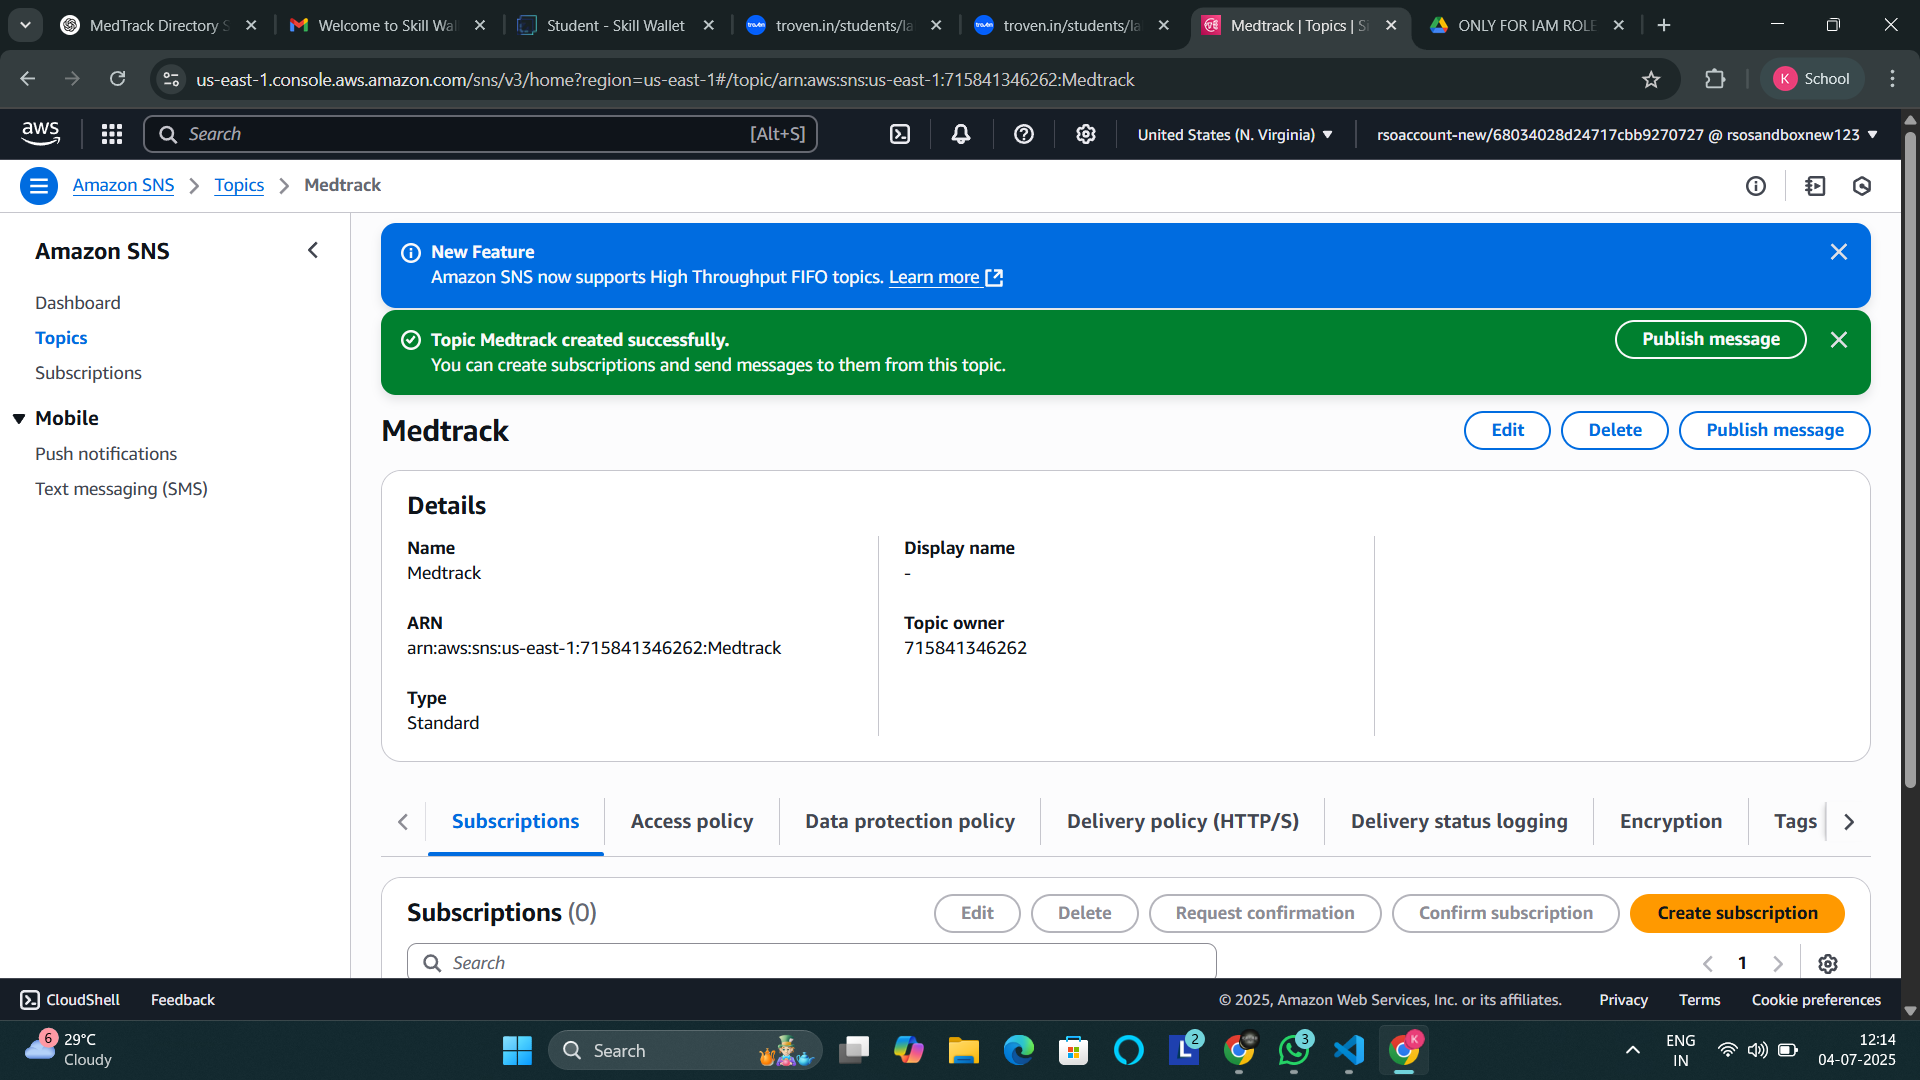 MedTrack Directory S
Welcome to Skill Wal
Student - Skill Wallet
troven.in/students/la
troven.in/students/la
Medtrack | Topics | Si
ONLY FOR IAM ROLE
us-east-1.console.aws.amazon.com/sns/v3/home?region=us-east-1#/topic/arn:aws:sns:us-east-1:715841346262:Medtrack
K School
aws
Search [Alt+S]
United States (N. Virginia)
rsoaccount-new/68034028d24717cbb9270727 @ rsosandboxnew123
Amazon SNS
Topics
Medtrack
Amazon SNS
Dashboard
Topics
Subscriptions
Mobile
Push notifications
Text messaging (SMS)
New Feature
Amazon SNS now supports High Throughput FIFO topics. Learn more
Topic Medtrack created successfully.
You can create subscriptions and send messages to them from this topic.
Publish message
Medtrack
Edit
Delete
Publish message
Details
Name
Medtrack
ARN
arn:aws:sns:us-east-1:715841346262:Medtrack
Type
Standard
Display name
-
Topic owner
715841346262
Subscriptions
Access policy
Data protection policy
Delivery policy (HTTP/S)
Delivery status logging
Encryption
Tags
Subscriptions (0)
Edit
Delete
Request confirmation
Confirm subscription
Create subscription
Search
1
CloudShell
Feedback
© 2025, Amazon Web Services, Inc. or its affiliates.
Privacy
Terms
Cookie preferences
6
29°C
Cloudy
Search
L
2
3
K
ENG
IN
12:14
04-07-2025